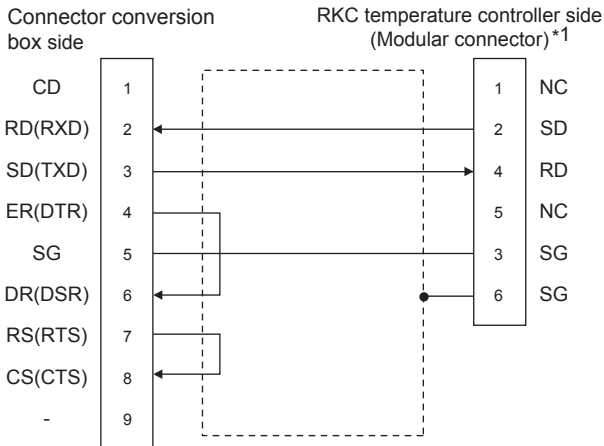 Connector conversion
box side
RKC temperature controller side
(Modular connector)*1
CD 1 1 NC
RD(RXD) 2 2 SD
SD(TXD) 3 4 RD
ER(DTR) 4 5 NC
SG 5 3 SG
DR(DSR) 6 6 SG
RS(RTS) 7
CS(CTS) 8
- 9